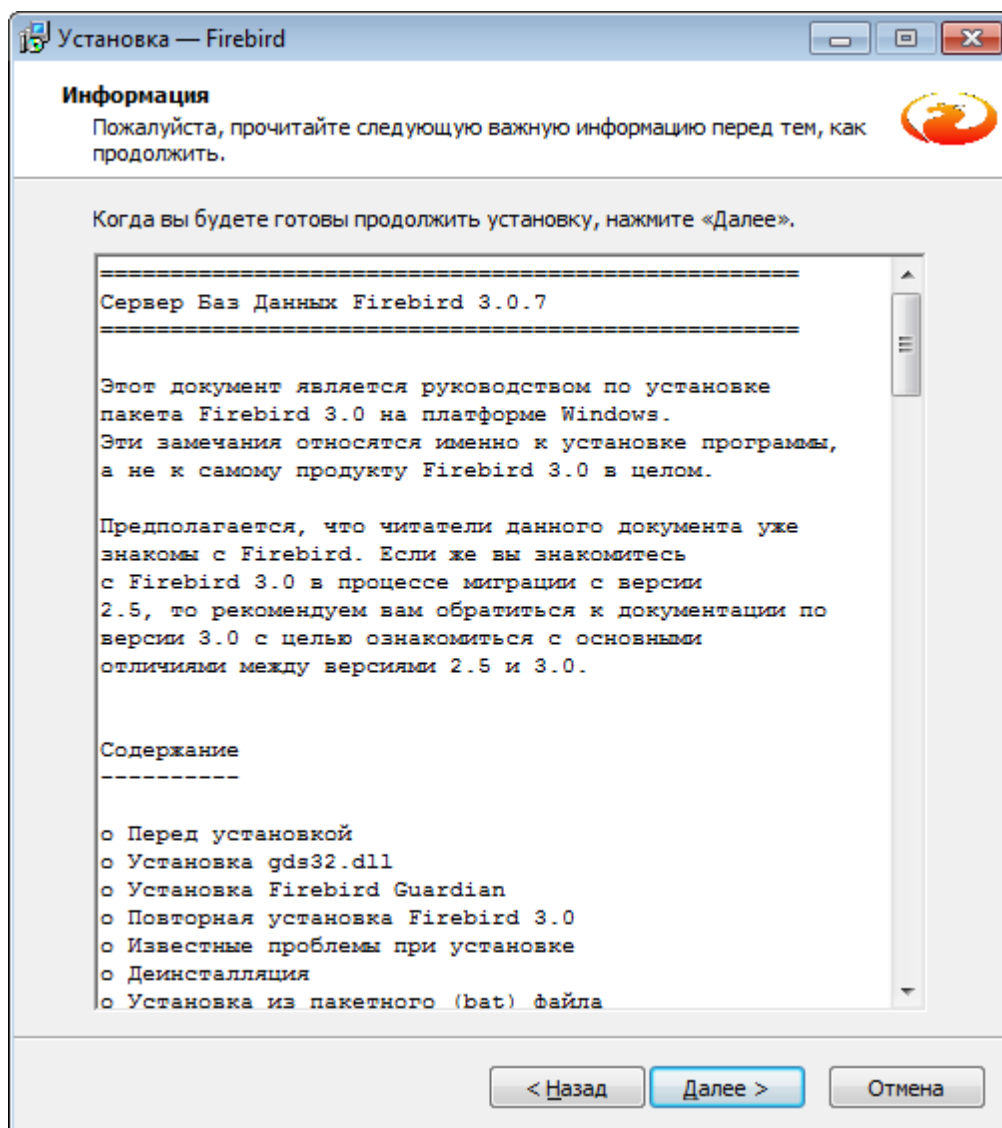 Установка — Firebird
Информация
Пожалуйста, прочитайте следующую важную информацию перед тем, как
продолжить.
Когда вы будете готовы продолжить установку, нажмите «Далее».
==================================================
Сервер Баз Данных Firebird 3.0.7
==================================================
Этот документ является руководством по установке
пакета Firebird 3.0 на платформе Windows.
Эти замечания относятся именно к установке программы,
а не к самому продукту Firebird 3.0 в целом.
Предполагается, что читатели данного документа уже
знакомы с Firebird. Если же вы знакомитесь
с Firebird 3.0 в процессе миграции с версии
2.5, то рекомендуем вам обратиться к документации по
версии 3.0 с целью ознакомиться с основными
отличиями между версиями 2.5 и 3.0.
Содержание
----------
o Перед установкой
o Установка gds32.dll
o Установка Firebird Guardian
o Повторная установка Firebird 3.0
o Известные проблемы при установке
o Деинсталляция
o Установка из пакетного (bat) файла
< Назад
Далее >
Отмена